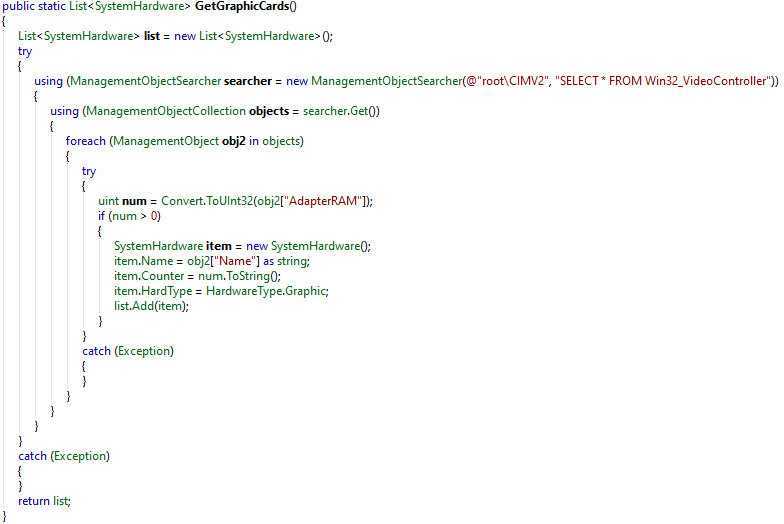 public static List<SystemHardware> GetGraphicCards()
{
List<SystemHardware> list = new List<SystemHardware>();
try
{
using (ManagementObjectSearcher searcher = new ManagementObjectSearcher(@"root\CIMV2", "SELECT * FROM Win32_VideoController"))
{
using (ManagementObjectCollection objects = searcher.Get())
{
foreach (ManagementObject obj2 in objects)
{
try
{
uint num = Convert.ToUInt32(obj2["AdapterRAM"]);
if (num > 0)
{
SystemHardware item = new SystemHardware();
item.Name = obj2["Name"] as string;
item.Counter = num.ToString();
item.HardType = HardwareType.Graphic;
list.Add(item);
}
}
catch (Exception)
{
}
}
}
}
}
catch (Exception)
{
}
return list;
}